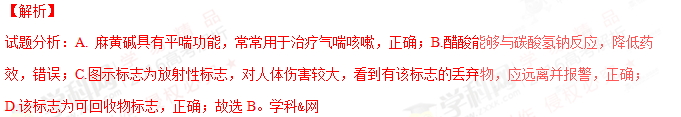 【解析】
试题分析：A. 麻黄碱具有平喘功能，常常用于治疗气喘咳嗽，正确；B.醋酸能够与碳酸氢钠反应，降低药
效，错误；C.图示标志为放射性标志，对人体伤害较大，看到有该标志的丢弃物，应远离并报警，正确；
D.该标志为可回收物标志，正确；故选 B。学科&网